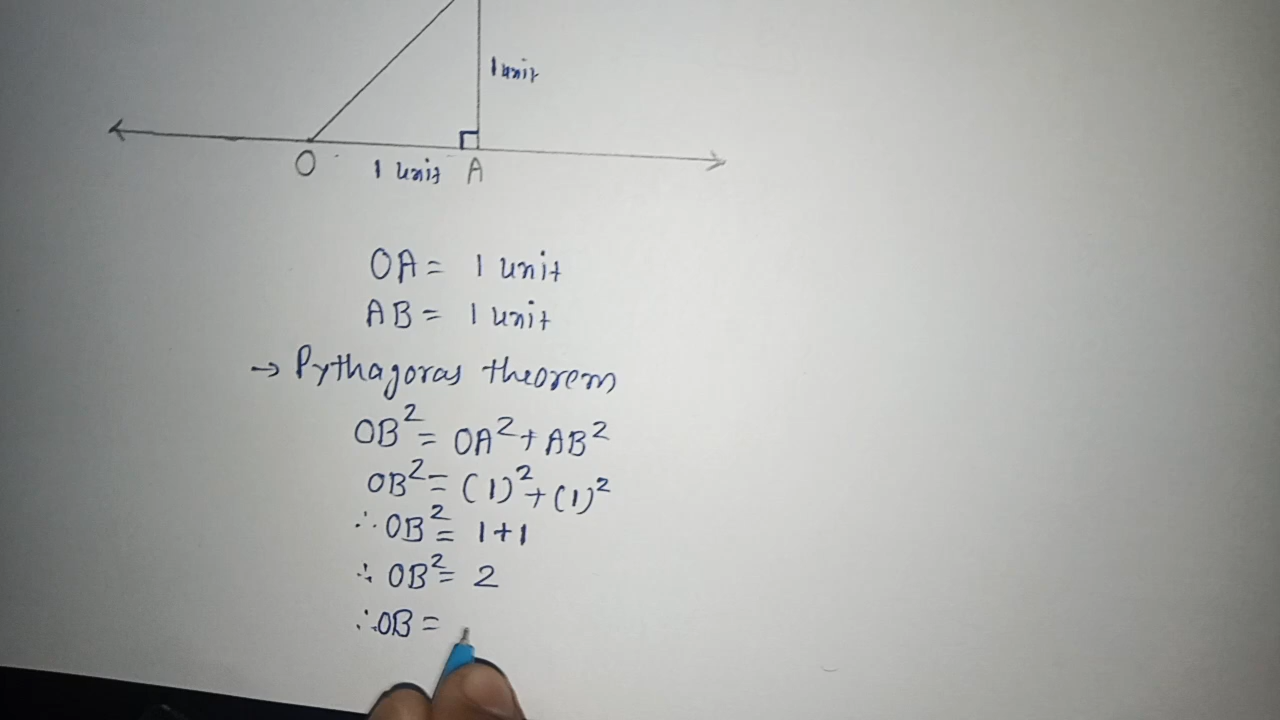 1 unit
O 1 unit A
OA = 1 unit
AB = 1 unit
→ Pythagoras theorem
OB² = OA² + AB²
OB² = (1)² + (1)²
∴ OB² = 1+1
∴ OB² = 2
∴ OB =